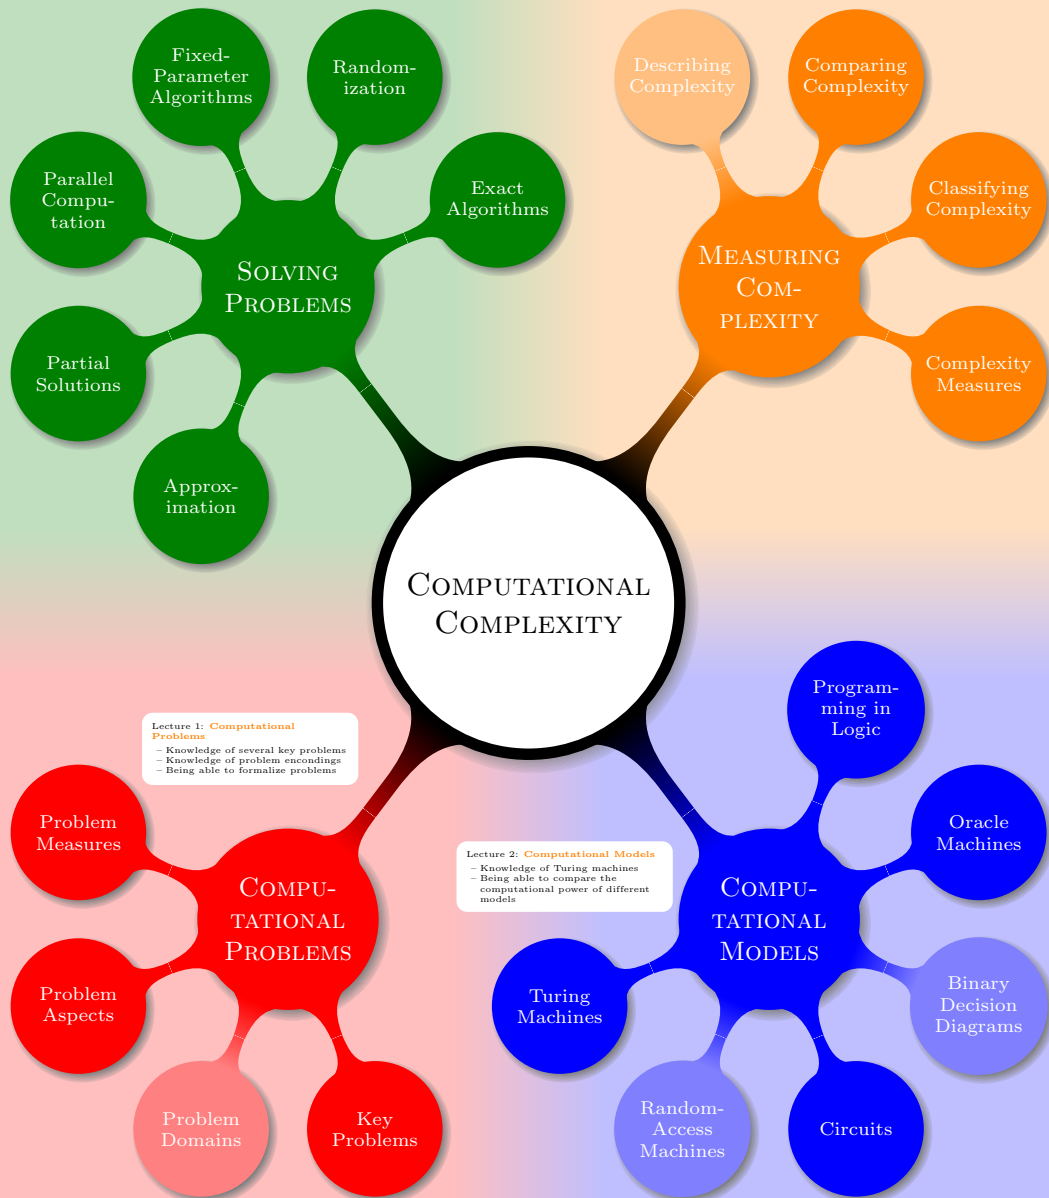 Fixed-
Parameter
Algorithms
Random-
ization
Describing
Complexity
Comparing
Complexity
Parallel
Compu-
tation
Exact
Algorithms
Classifying
Complexity
Solving
Problems
Measuring
Com-
plexity
Partial
Solutions
Complexity
Measures
Approx-
imation
Computational
Complexity
Program-
ming in
Logic
Lecture 1: Computational
Problems
– Knowledge of several key problems
– Knowledge of problem encondings
– Being able to formalize problems
Problem
Measures
Oracle
Machines
Lecture 2: Computational Models
– Knowledge of Turing machines
– Being able to compare the
computational power of different
models
Compu-
tational
Problems
Compu-
tational
Models
Problem
Aspects
Turing
Machines
Binary
Decision
Diagrams
Problem
Domains
Key
Problems
Random-
Access
Machines
Circuits